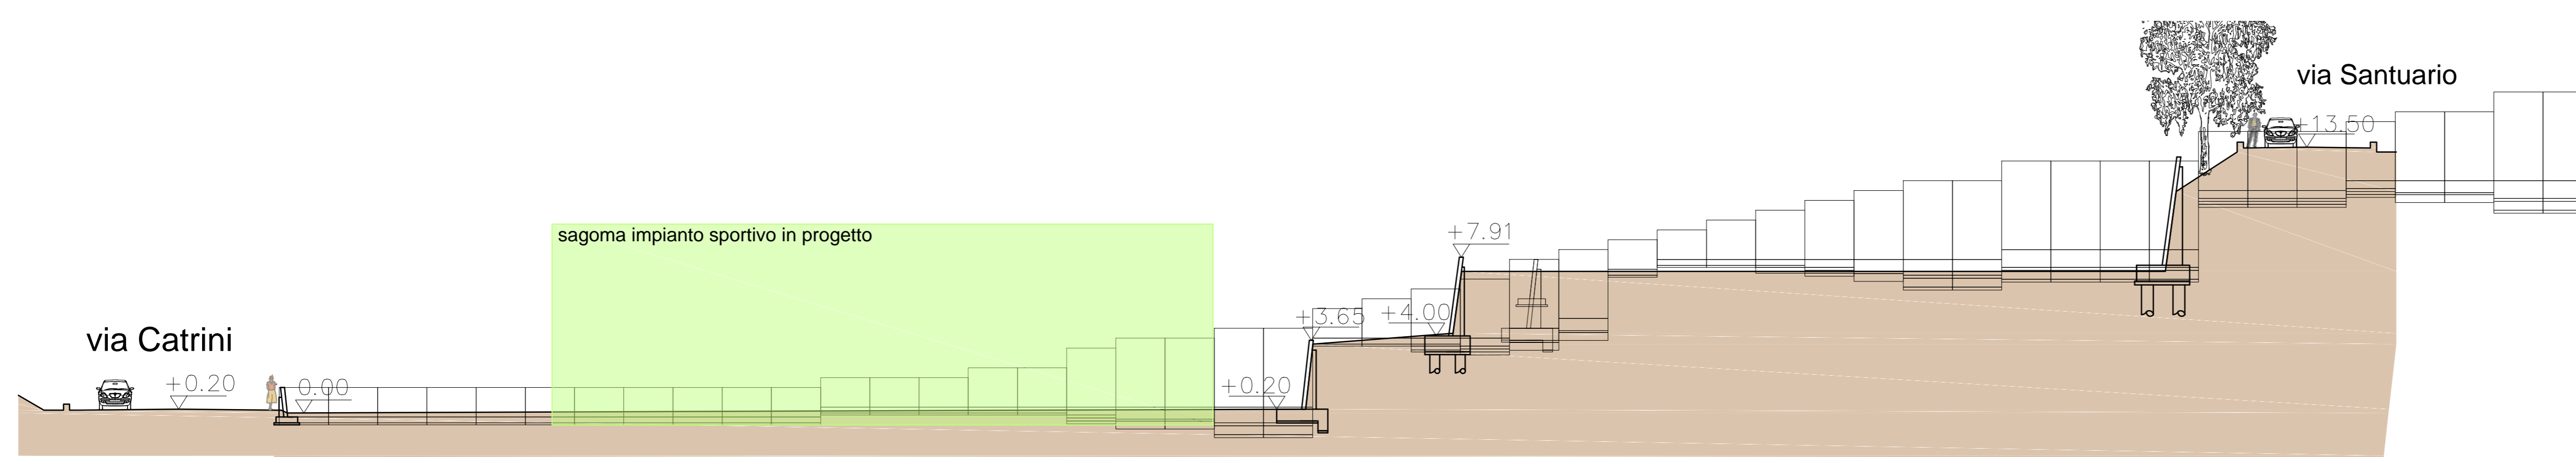 via Santuario
+13.50
sagoma impianto sportivo in progetto
+7.91
+3.65
+4.00
via Catrini
+0.20
0.00
+0.20